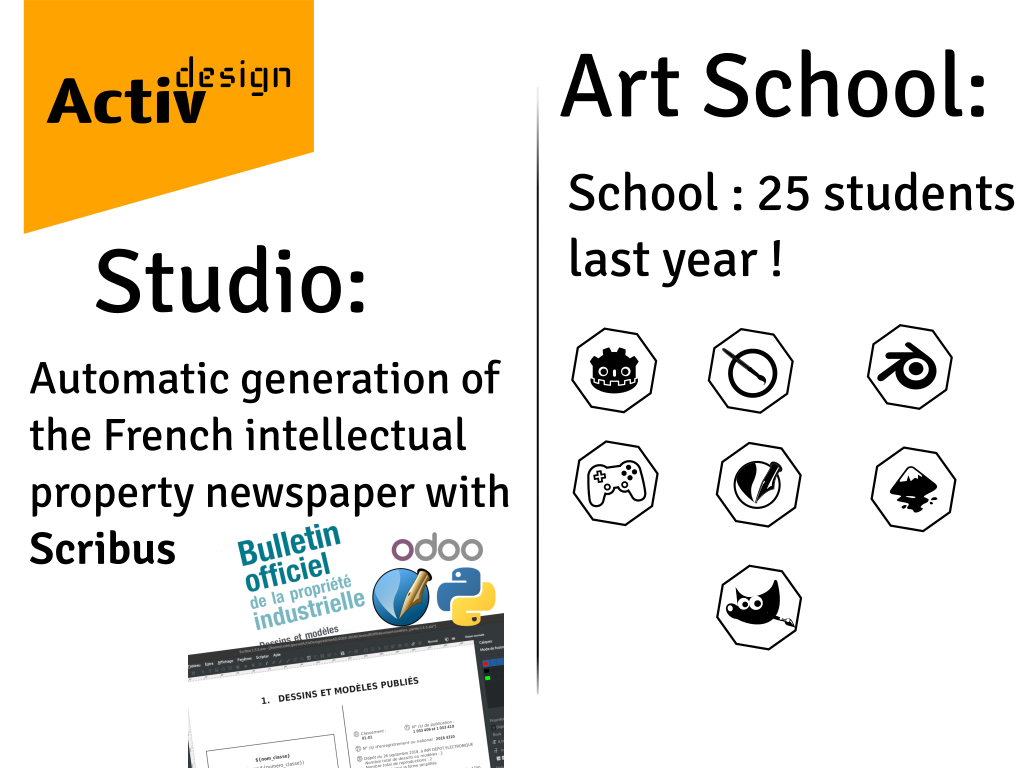 Activ design
Studio:
Automatic generation of
the French intellectual
property newspaper with
Scribus
Bulletin
officiel
de la propriété
industrielle
Dessins et modèles
odoo
1. DESSINS ET MODÈLES PUBLIÉS
${nom_classe}
Art School:
School : 25 students
last year !